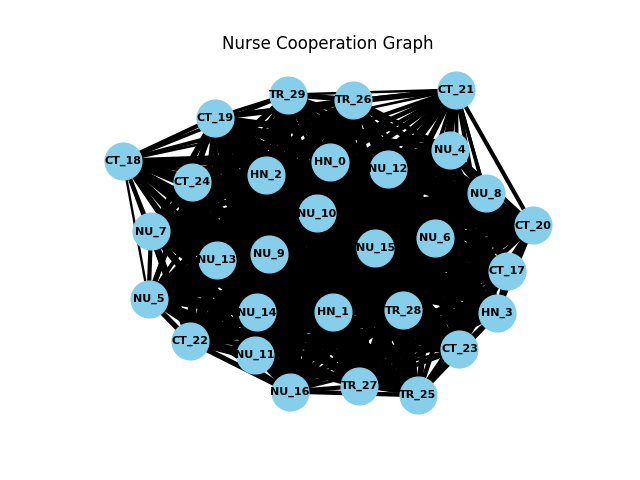 Nurse Cooperation Graph
CT_21
TR_29
TR_26
CT_19
NU_4
CT_18
HN_0
NU_12
HN_2
CT_24
NU_8
NU_10
CT_20
NU_7
NU_6
NU_15
NU_9
NU_13
CT_17
NU_5
TR_28
NU_14
HN_1
HN_3
CT_22
CT_23
NU_11
TR_27
NU_16
TR_25